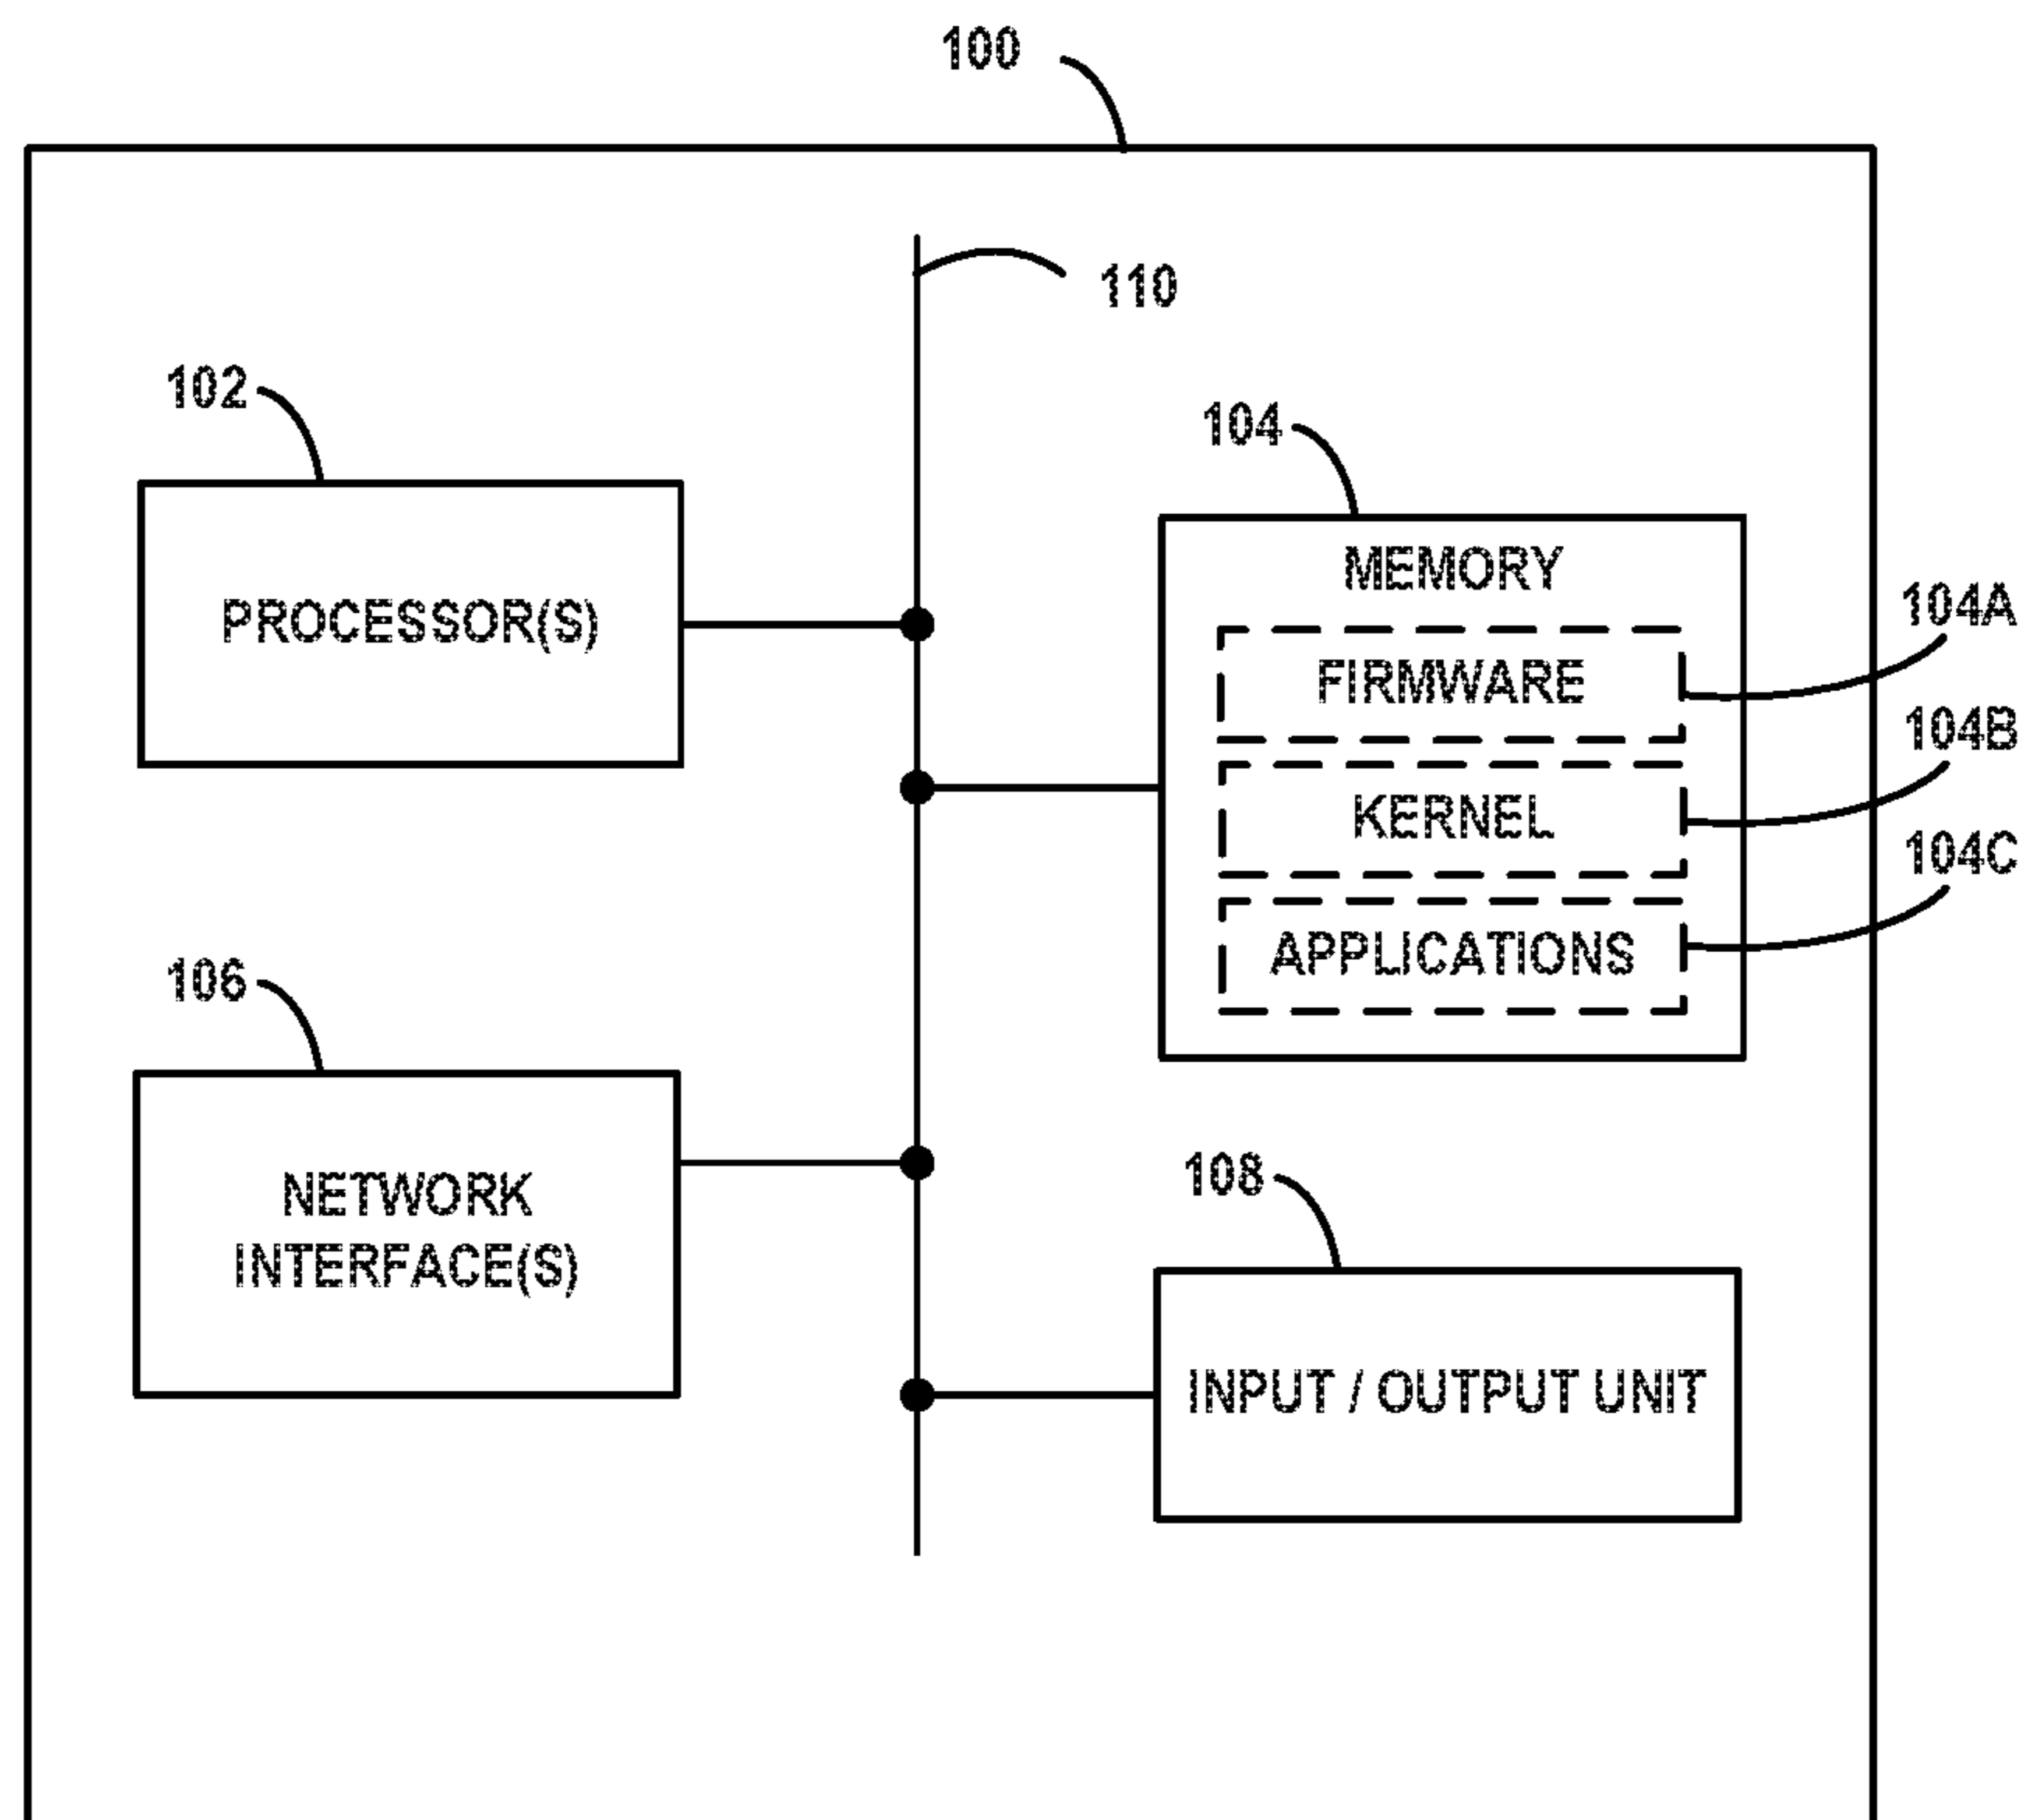 100
110
102
PROCESSOR(S)
104
MEMORY
FIRMWARE
104A
KERNEL
104B
APPLICATIONS
104C
106
NETWORK
INTERFACE(S)
108
INPUT / OUTPUT UNIT